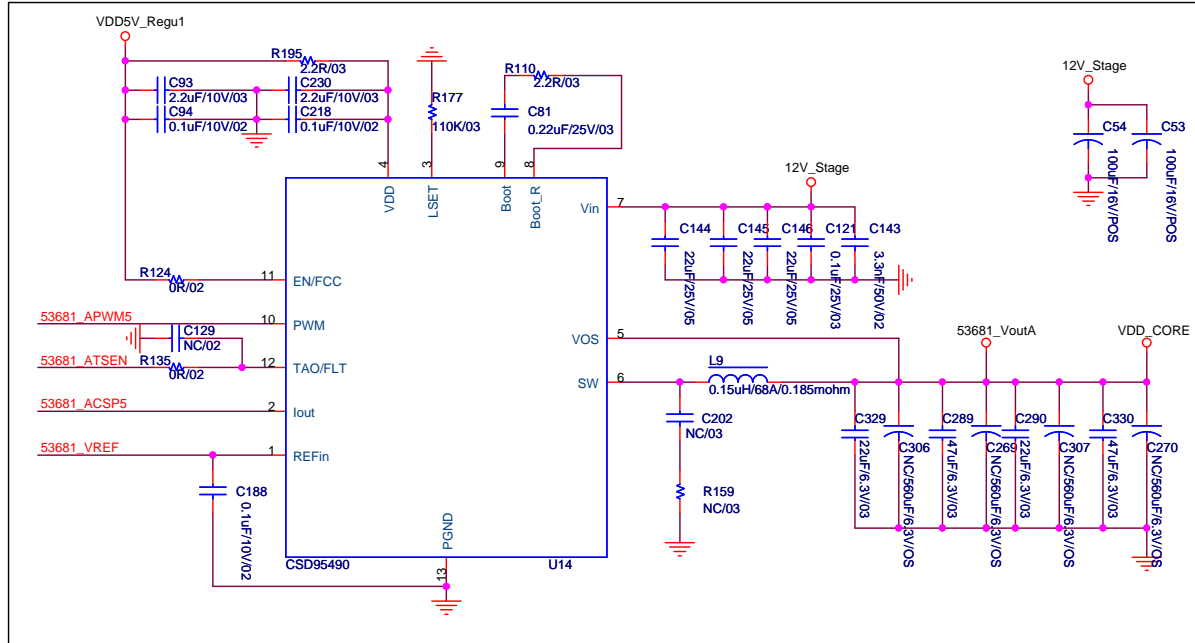 VDD5V_Regu1
R195
2.2R/03
C93
2.2uF/10V/03
C230
2.2uF/10V/03
C94
0.1uF/10V/02
C218
0.1uF/10V/02
R177
110K/03
R110
2.2R/03
C81
0.22uF/25V/03
12V_Stage
C54
100uF/16V/POS
C53
100uF/16V/POS
4
VDD
3
LSET
9
Boot
8
Boot_R
12V_Stage
Vin
7
C144
22uF/25V/05
C145
22uF/25V/05
C146
22uF/25V/05
C121
0.1uF/25V/03
C143
3.3nF/50V/02
R124
0R/02
11
EN/FCC
53681_APWM5
10
PWM
C129
NC/02
53681_ATSEN
R135
0R/02
12
TAO/FLT
53681_ACSP5
2
Iout
53681_VREF
1
REFin
C188
0.1uF/10V/02
VOS
5
SW
6
L9
0.15uH/68A/0.185mohm
53681_VoutA
VDD_CORE
C202
NC/03
R159
NC/03
C329
22uF/6.3V/03
C306
NC/560uF/6.3V/OS
C289
47uF/6.3V/03
C269
NC/560uF/6.3V/OS
C290
22uF/6.3V/03
C307
NC/560uF/6.3V/OS
C330
47uF/6.3V/03
C270
NC/560uF/6.3V/OS
PGND
13
CSD95490
U14